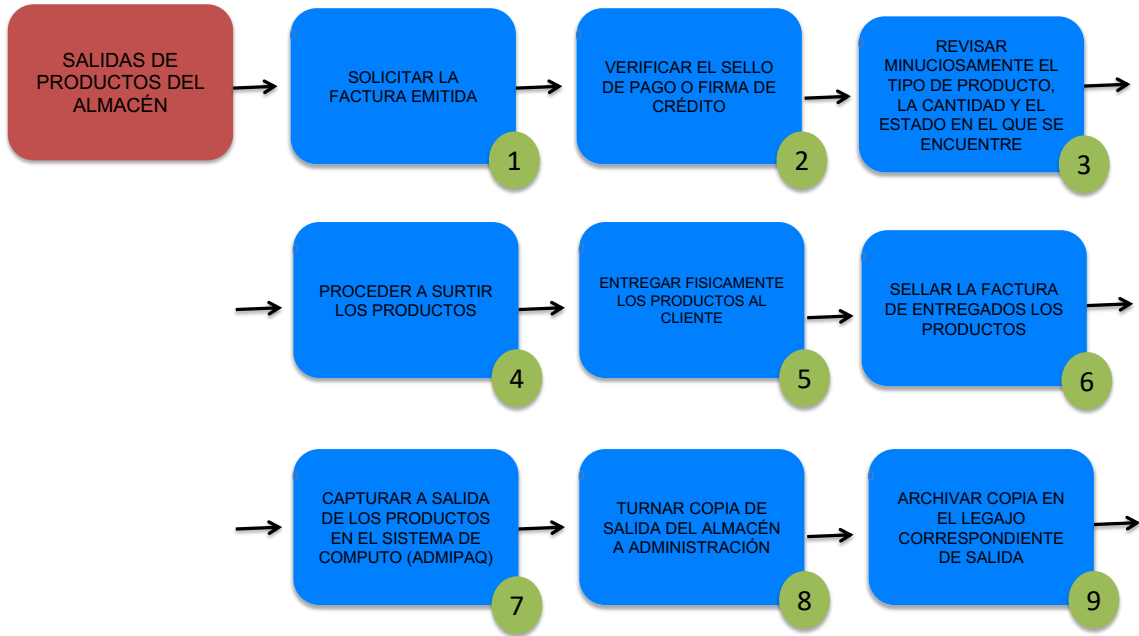 SALIDAS DE
PRODUCTOS DEL
ALMACÉN
SOLICITAR LA
FACTURA EMITIDA
1
VERIFICAR EL SELLO
DE PAGO O FIRMA DE
CRÉDITO
2
REVISAR
MINUCIOSAMENTE EL
TIPO DE PRODUCTO,
LA CANTIDAD Y EL
ESTADO EN EL QUE SE
ENCUENTRE
3
PROCEDER A SURTIR
LOS PRODUCTOS
4
ENTREGAR FISICAMENTE
LOS PRODUCTOS AL
CLIENTE
5
SELLAR LA FACTURA
DE ENTREGADOS LOS
PRODUCTOS
6
CAPTURAR A SALIDA
DE LOS PRODUCTOS
EN EL SISTEMA DE
COMPUTO (ADMIPAQ)
7
TURNAR COPIA DE
SALIDA DEL ALMACÉN
A ADMINISTRACIÓN
8
ARCHIVAR COPIA EN
EL LEGAJO
CORRESPONDIENTE
DE SALIDA
9